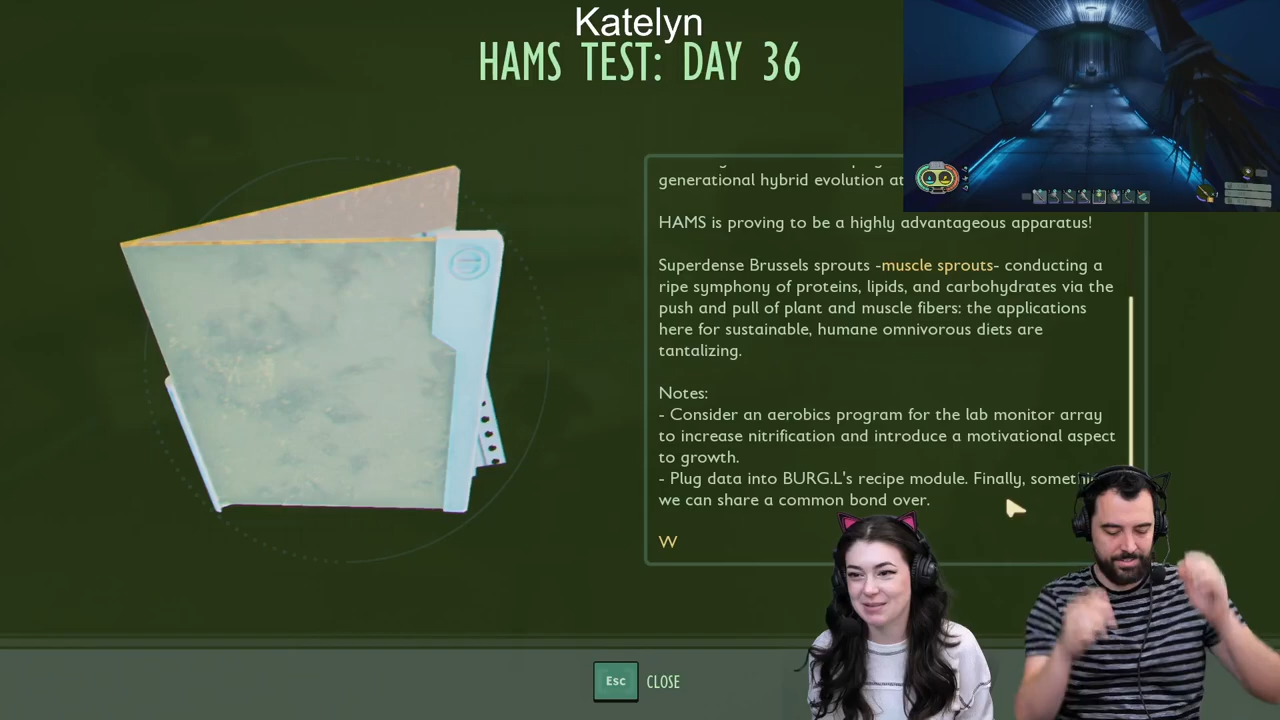 Katelyn
HAMS TEST: DAY 36
generational hybrid evolution at
HAMS is proving to be a highly advantageous apparatus!
Superdense Brussels sprouts -muscle sprouts- conducting a
ripe symphony of proteins, lipids, and carbohydrates via the
push and pull of plant and muscle fibers: the applications
here for sustainable, humane omnivorous diets are
tantalizing.
Notes:
- Consider an aerobics program for the lab monitor array
to increase nitrification and introduce a motivational aspect
to growth.
- Plug data into BURG.L's recipe module. Finally,
we can share a common bond over.
W
Esc CLOSE